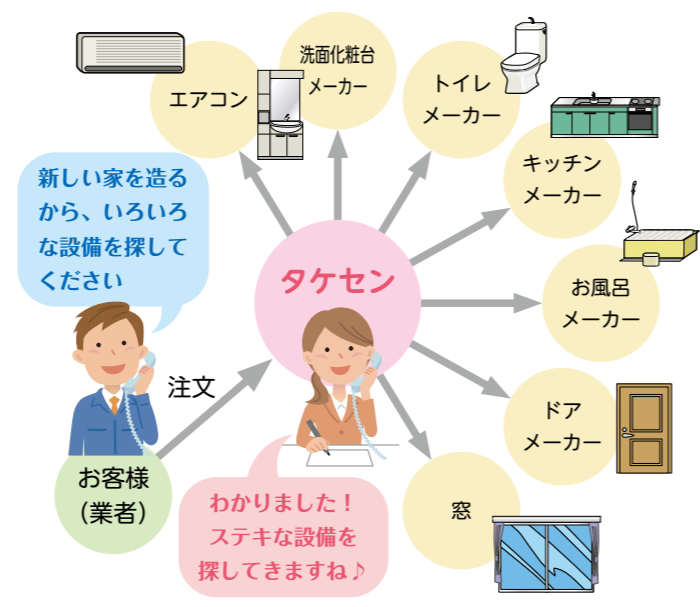 エアコン
洗面化粧台
メーカー
トイレ
メーカー
キッチン
メーカー
お風呂
メーカー
ドア
メーカー
窓
新しい家を造る
から、いろいろ
な設備を探して
ください
タケセン
注文
お客様
（業者）
わかりました！
ステキな設備を
探してきますね♪